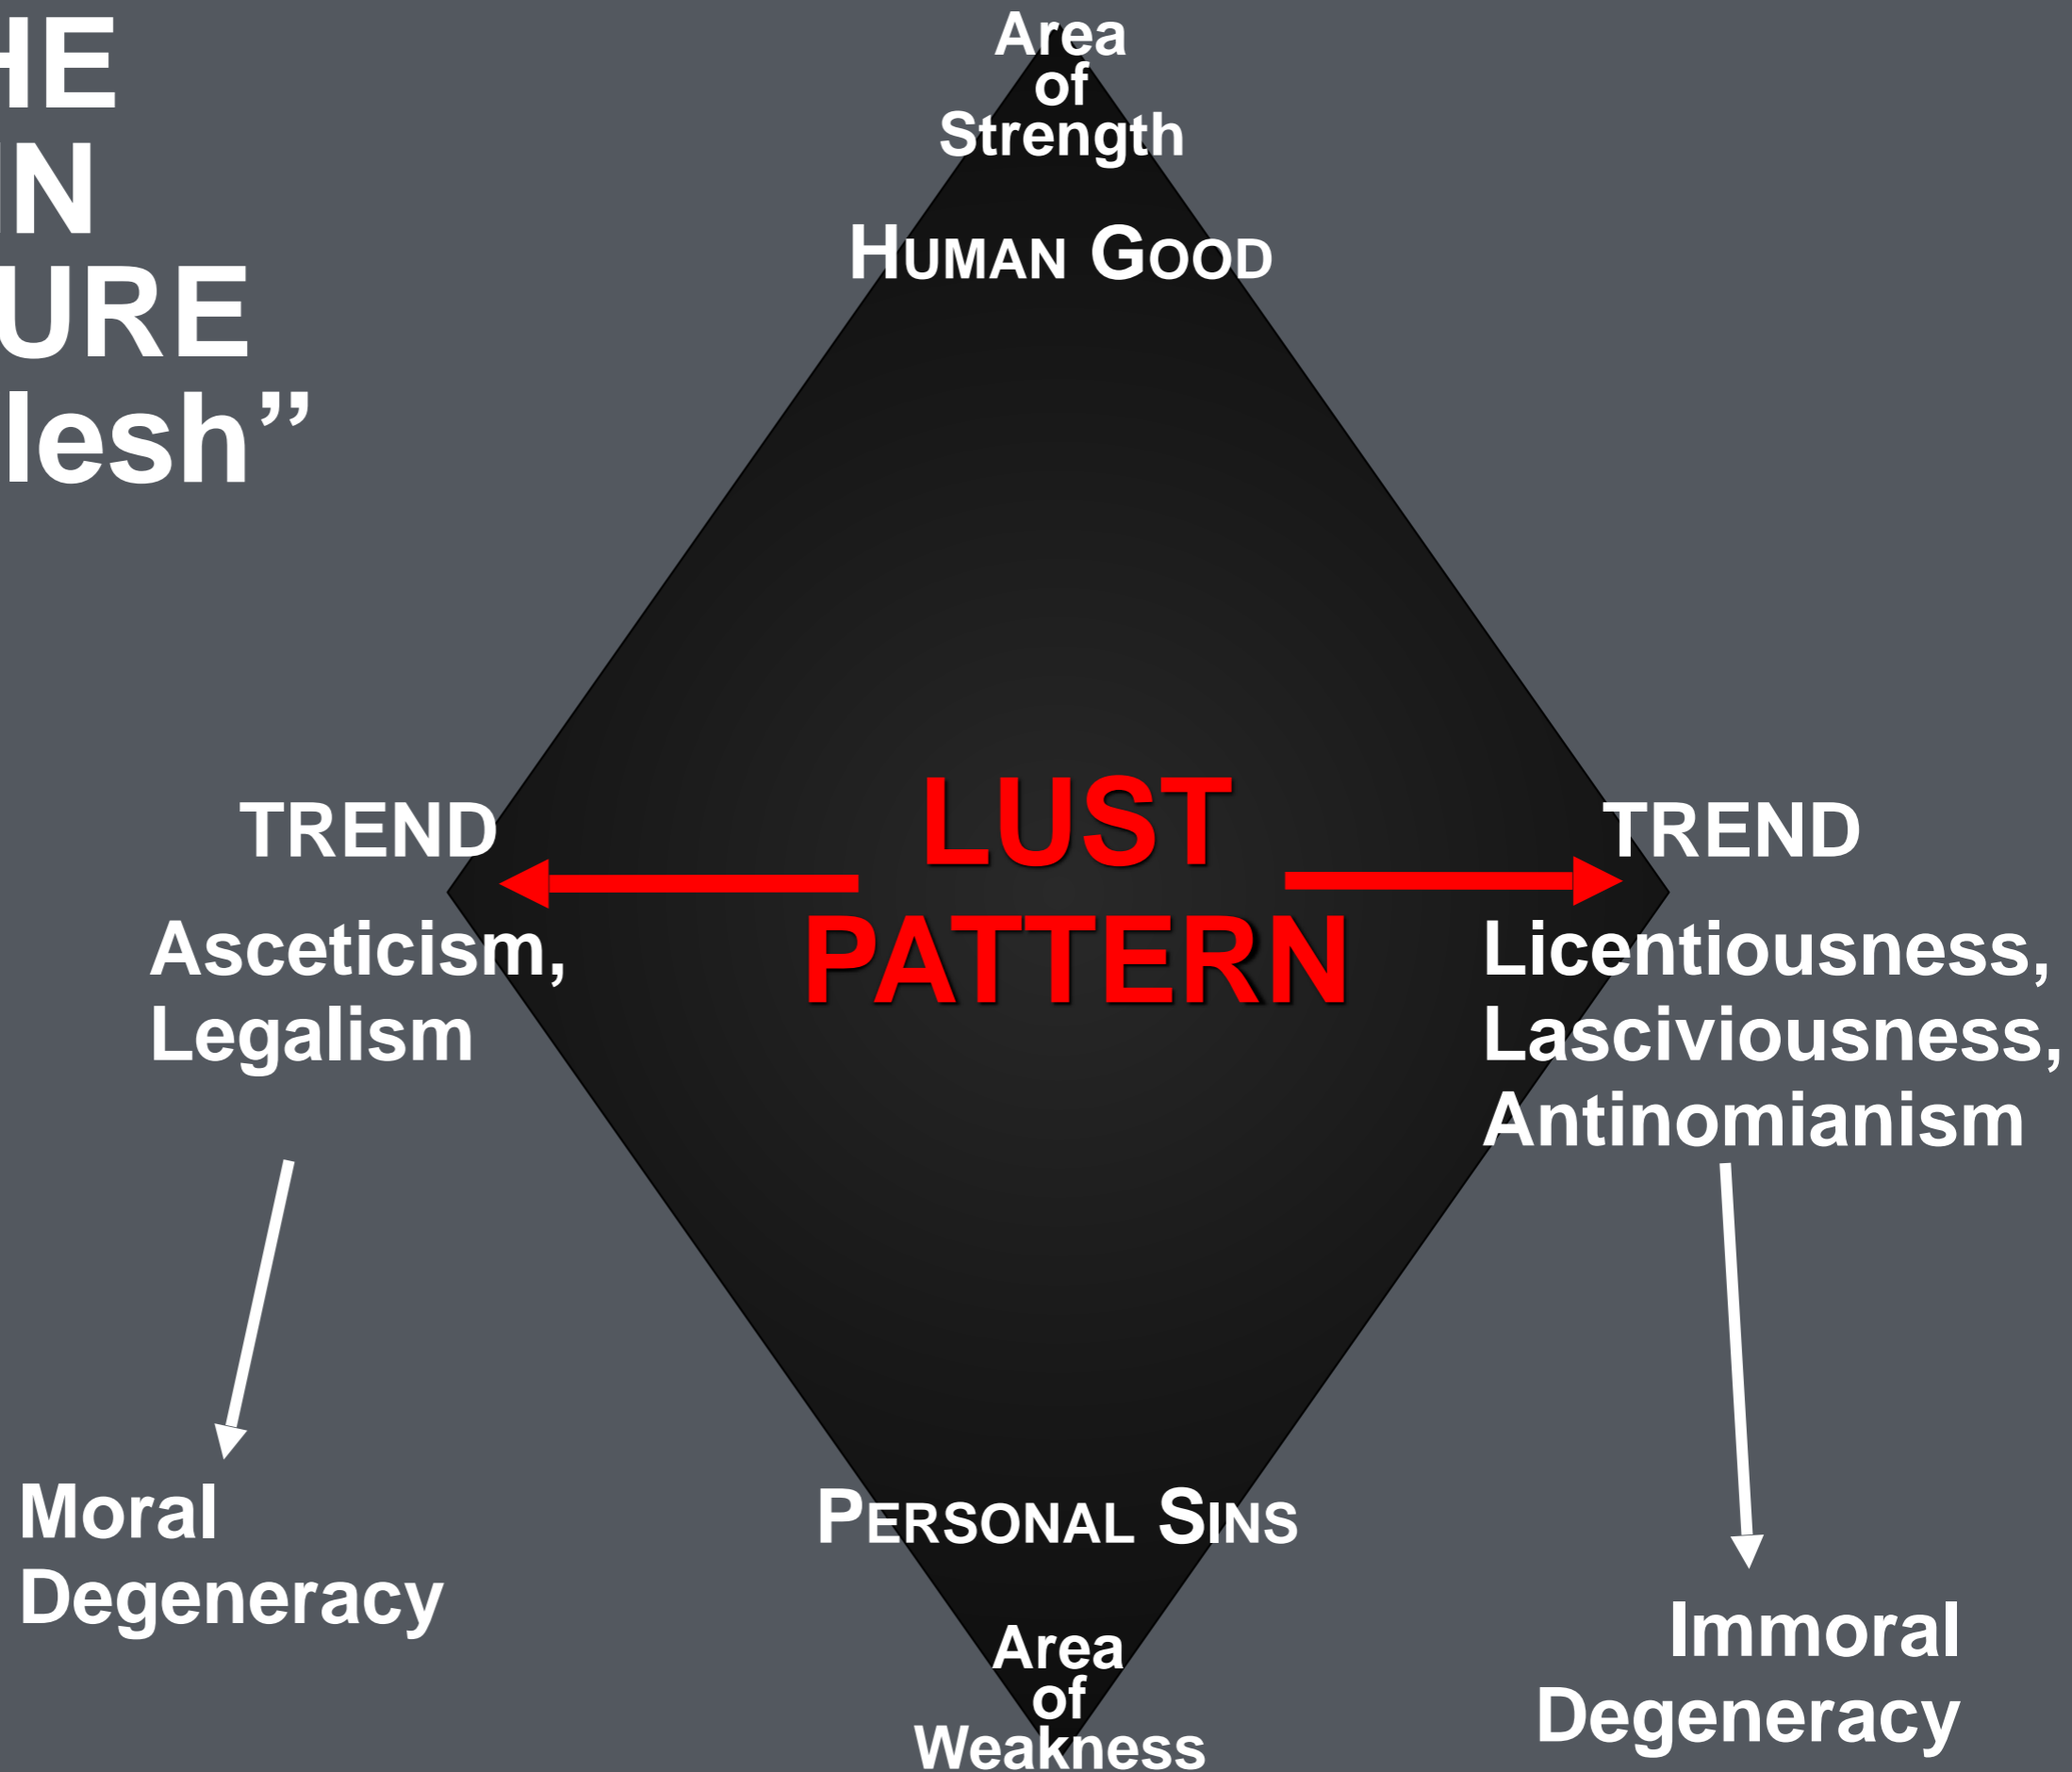 HE
IN
URE
lesh”
Area
of
Strength
HUMAN GOOD
LUST
PATTERN
TREND
Asceticism,
Legalism
TREND
Licentiousness,
Lasciviousness,
Antinomianism
Moral
Degeneracy
PERSONAL SINS
Area
of
Weakness
Immoral
Degeneracy